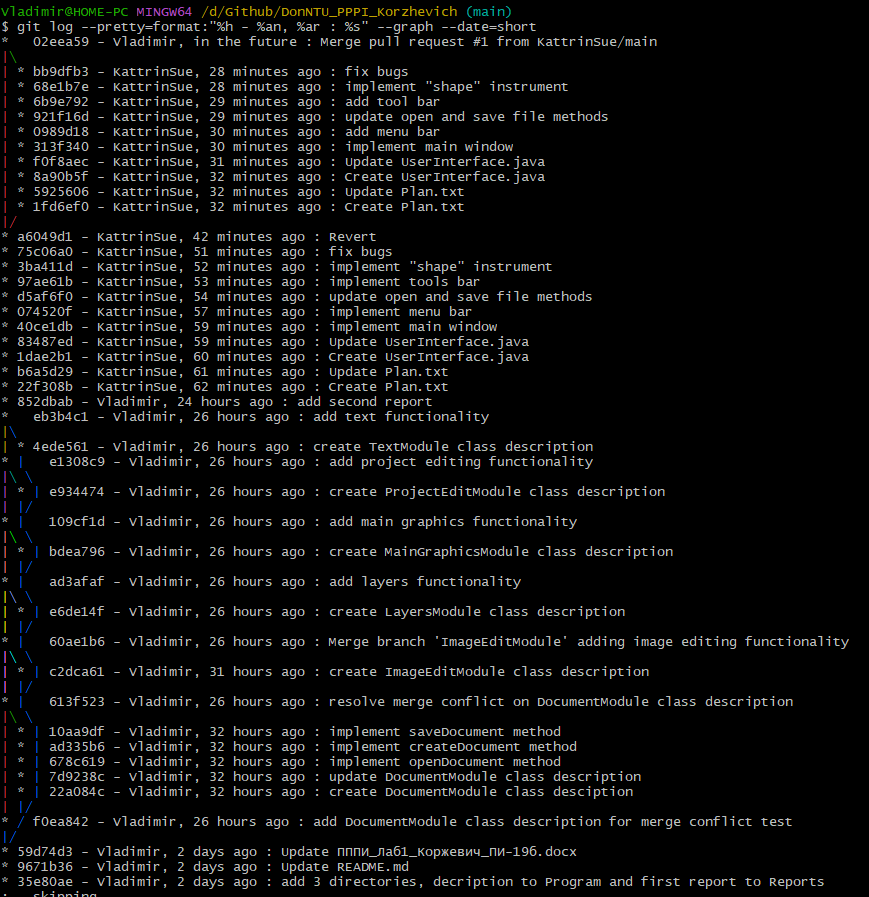 Vladimir@HOME-PC MINGW64 /d/Github/DonNTU_PPPI_Korzhevich (main)
$ git log --pretty=format:"%h - %an, %ar : %s" --graph --date=short
*   02eea59 - Vladimir, in the future : Merge pull request #1 from KattrinSue/main
|\
| * bb9dfb3 - KattrinSue, 28 minutes ago : fix bugs
| * 68e1b7e - KattrinSue, 28 minutes ago : implement "shape" instrument
| * 6b9e792 - KattrinSue, 29 minutes ago : add tool bar
| * 921f16d - KattrinSue, 29 minutes ago : update open and save file methods
| * 0989d18 - KattrinSue, 30 minutes ago : add menu bar
| * 313f340 - KattrinSue, 30 minutes ago : implement main window
| * f0f8aec - KattrinSue, 31 minutes ago : Update UserInterface.java
| * 8a90b5f - KattrinSue, 32 minutes ago : Create UserInterface.java
| * 5925606 - KattrinSue, 32 minutes ago : Update Plan.txt
| * 1fd6ef0 - KattrinSue, 32 minutes ago : Create Plan.txt
|/
* a6049d1 - KattrinSue, 42 minutes ago : Revert
* 75c06a0 - KattrinSue, 51 minutes ago : fix bugs
* 3ba411d - KattrinSue, 52 minutes ago : implement "shape" instrument
* 97ae61b - KattrinSue, 53 minutes ago : implement tools bar
* d5af6f0 - KattrinSue, 54 minutes ago : update open and save file methods
* 074520f - KattrinSue, 57 minutes ago : implement menu bar
* 40ce1db - KattrinSue, 59 minutes ago : implement main window
* 83487ed - KattrinSue, 59 minutes ago : Update UserInterface.java
* 1dae2b1 - KattrinSue, 60 minutes ago : Create UserInterface.java
* b6a5d29 - KattrinSue, 61 minutes ago : Update Plan.txt
* 22f308b - KattrinSue, 62 minutes ago : Create Plan.txt
* 852dbab - Vladimir, 24 hours ago : add second report
*   eb3b4c1 - Vladimir, 26 hours ago : add text functionality
|\
| * 4ede561 - Vladimir, 26 hours ago : create TextModule class description
* |   e1308c9 - Vladimir, 26 hours ago : add project editing functionality
|\ \
| * | e934474 - Vladimir, 26 hours ago : create ProjectEditModule class description
| |/
* |   109cf1d - Vladimir, 26 hours ago : add main graphics functionality
|\ \
| * | bdea796 - Vladimir, 26 hours ago : create MainGraphicsModule class description
| |/
* |   ad3afaf - Vladimir, 26 hours ago : add layers functionality
|\ \
| * | e6de14f - Vladimir, 26 hours ago : create LayersModule class description
| |/
* |   60ae1b6 - Vladimir, 26 hours ago : Merge branch 'ImageEditModule' adding image editing functionality
|\ \
| * | c2dca61 - Vladimir, 31 hours ago : create ImageEditModule class description
| |/
* |   613f523 - Vladimir, 26 hours ago : resolve merge conflict on DocumentModule class description
|\ \
| * | 10aa9df - Vladimir, 32 hours ago : implement saveDocument method
| * | ad335b6 - Vladimir, 32 hours ago : implement createDocument method
| * | 678c619 - Vladimir, 32 hours ago : implement openDocument method
| * | 7d9238c - Vladimir, 32 hours ago : update DocumentModule class description
| * | 22a084c - Vladimir, 32 hours ago : create DocumentModule class desciption
| |/
* / f0ea842 - Vladimir, 26 hours ago : add DocumentModule class description for merge conflict test
|/
* 59d74d3 - Vladimir, 2 days ago : Update ПППИ_Лаб1_Коржевич_ПИ-19б.docx
* 9671b36 - Vladimir, 2 days ago : Update README.md
* 35e80ae - Vladimir, 2 days ago : add 3 directories, decription to Program and first report to Reports
:   skipping